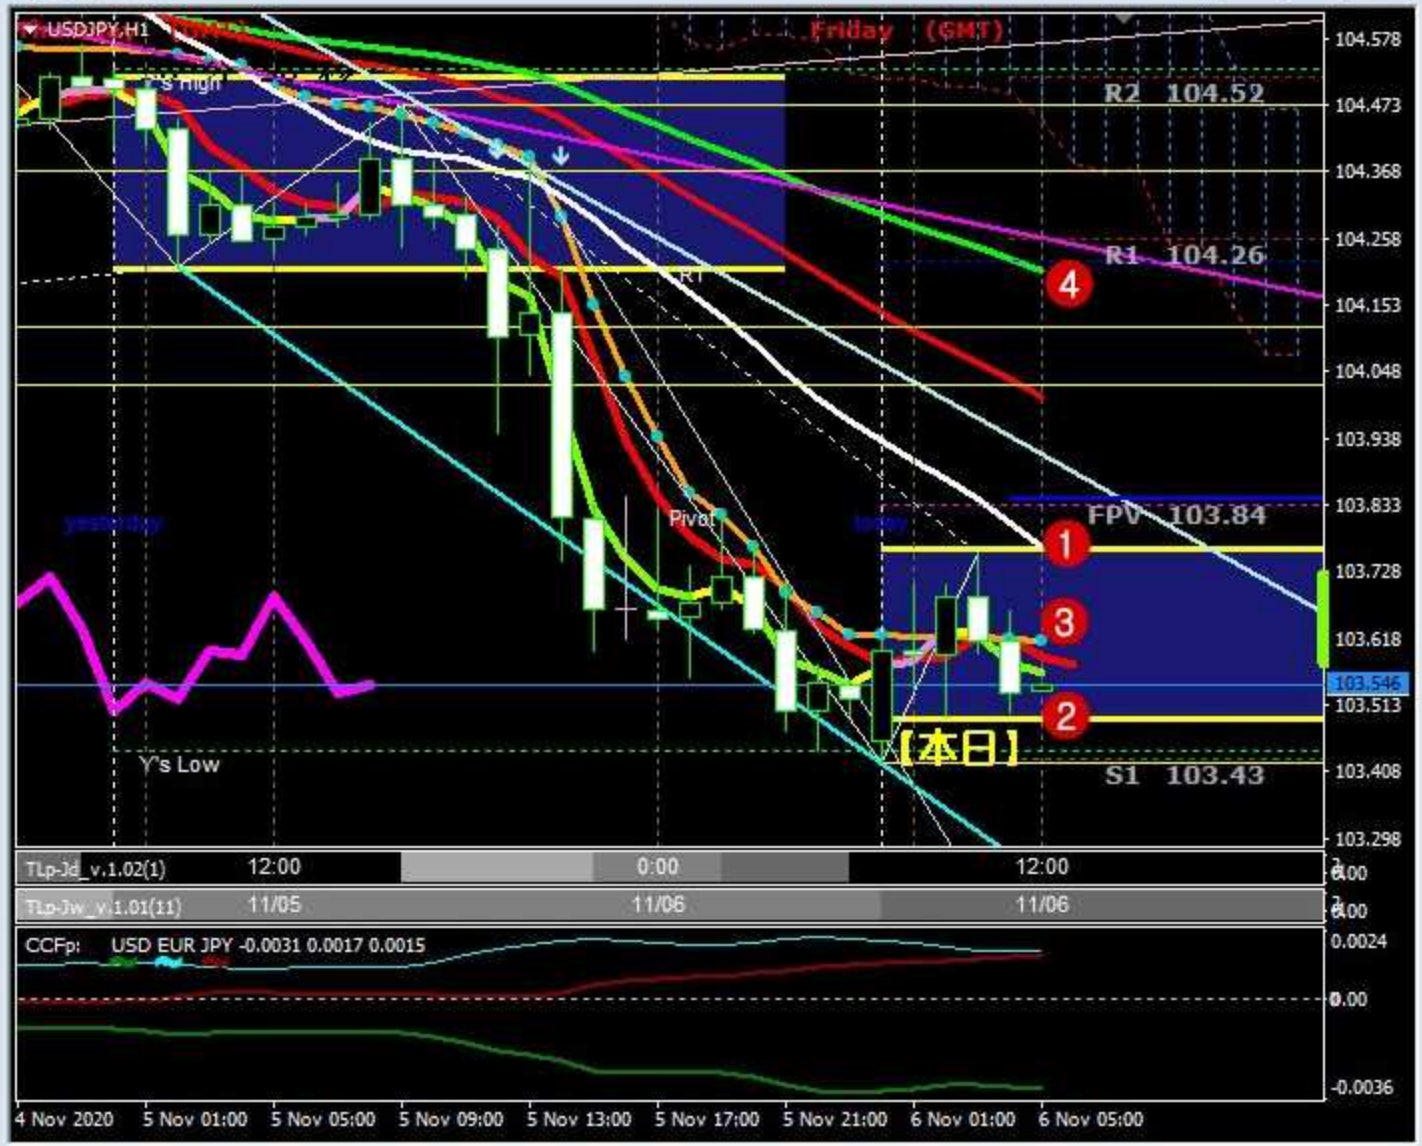 USDJPY,H1
Friday (GMT)
104.578
Y's High
R2 104.52
104.473
104.368
104.258
R1 104.26
R1
4
104.153
104.048
103.938
103.833
yesterday
Pivot
today
FPV 103.84
1
103.728
3
103.618
103.546
103.513
2
【本日】
Y's Low
S1 103.43
103.408
103.298
TLp-Jd_v.1.02(1)
12:00
0:00
12:00
TLp-Jw_v.1.01(11)
11/05
11/06
11/06
CCFp: USD EUR JPY -0.0031 0.0017 0.0015
0.0024
0.00
-0.0036
4 Nov 2020
5 Nov 01:00
5 Nov 05:00
5 Nov 09:00
5 Nov 13:00
5 Nov 17:00
5 Nov 21:00
6 Nov 01:00
6 Nov 05:00